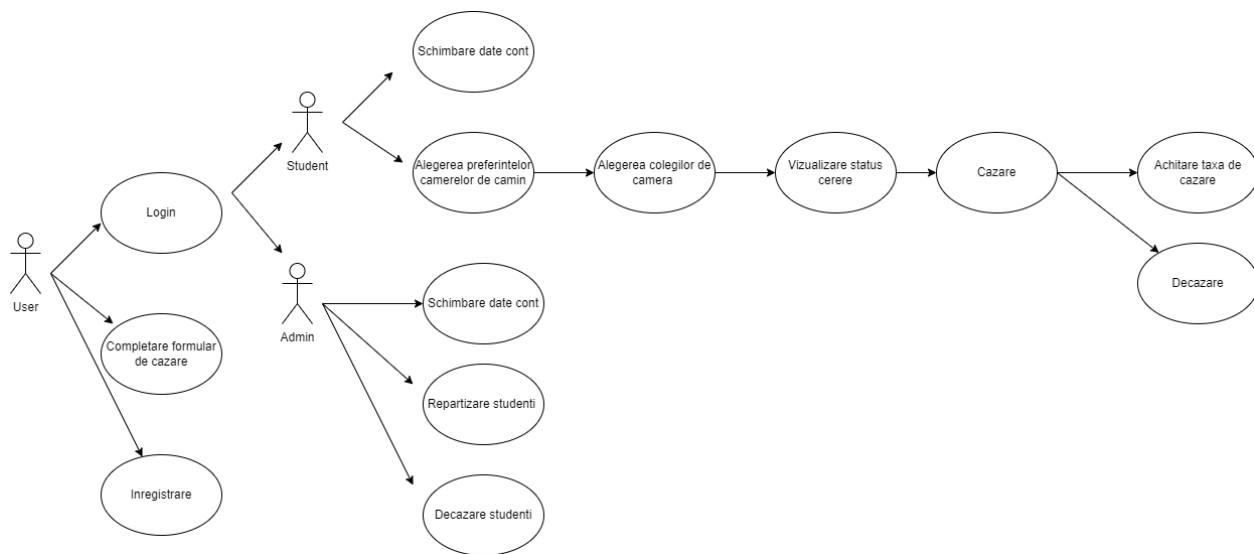 Schimbare date cont
Student
Alegerea preferintelor
camerelor de camin
Alegerea colegilor de
camera
Vizualizare status
cerere
Cazare
Achitare taxa de
cazare
Login
User
Decazare
Admin
Schimbare date cont
Completare formular
de cazare
Repartizare studenti
Inregistrare
Decazare studenti